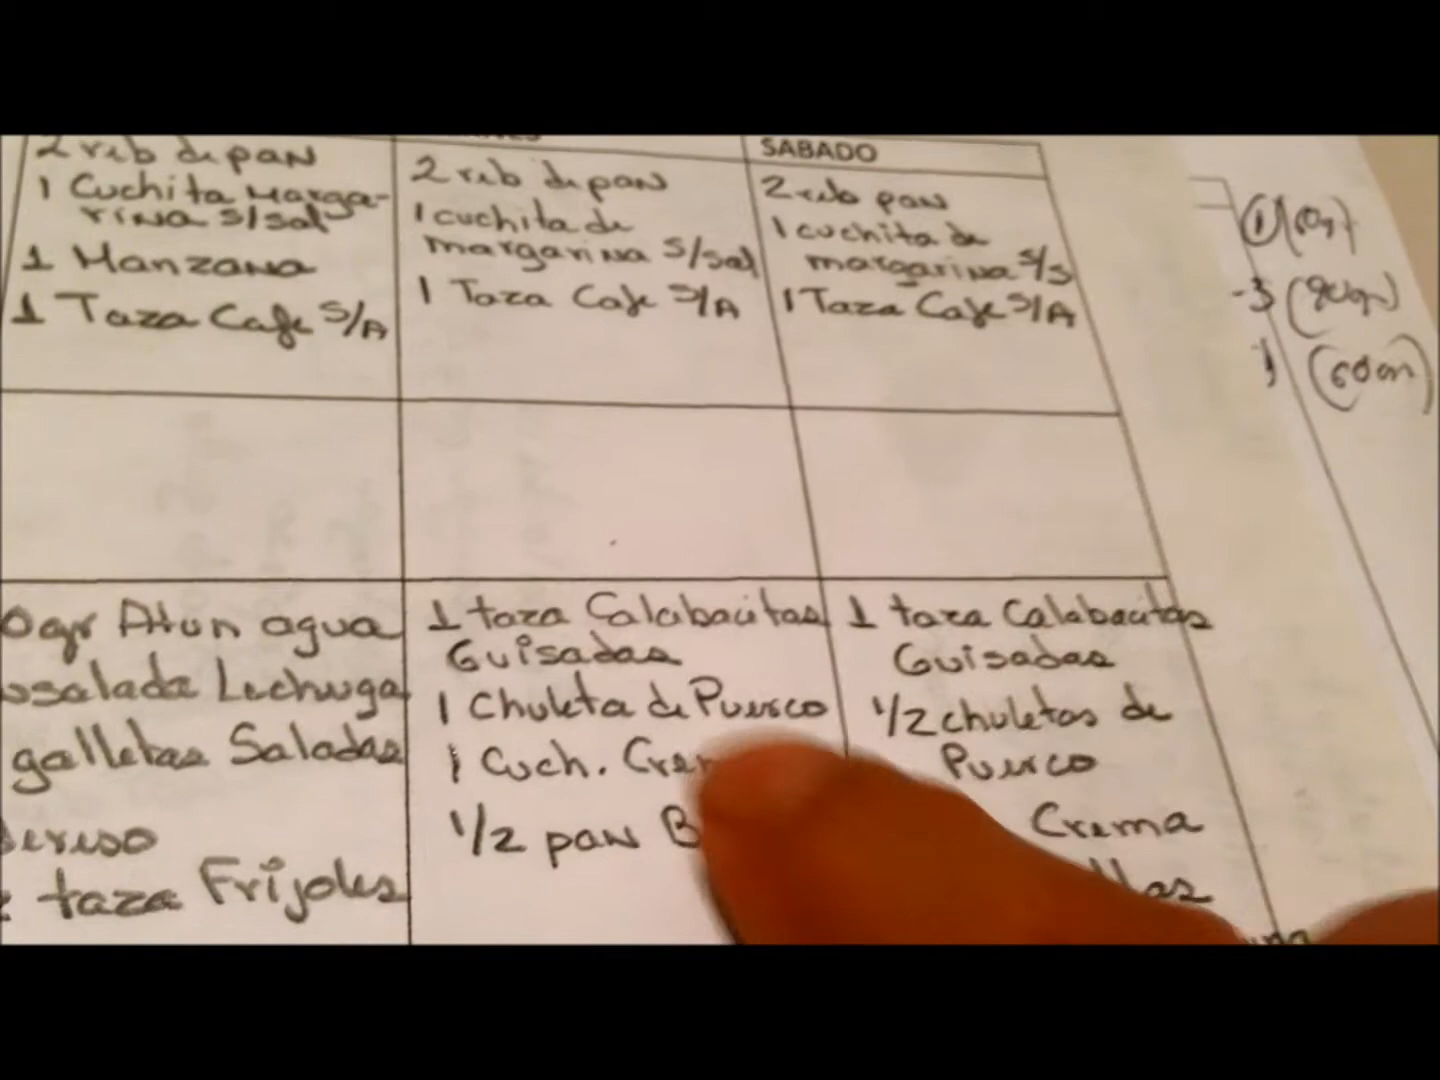 SABADO
2 reb di pan
1 Cuchita Marga-
rina s/sal
1 Manzana
1 Taza Cafe S/A
2 reb di pan
1 cuchita de
margarina s/sal
1 Taza Cafe S/A
2 reb pan
1 cuchita de
margarina s/s
1 Taza Cafe S/A
Atun agua
Lechuga
galletas Saladas
taza Frijoles
1 taza Calabacitas
Guisadas
1 Chuleta de Puerco
1 Cuch.
1/2 pan
1 taza Calabacitas
Guisadas
1/2 chuletas de
Puerco
Crema